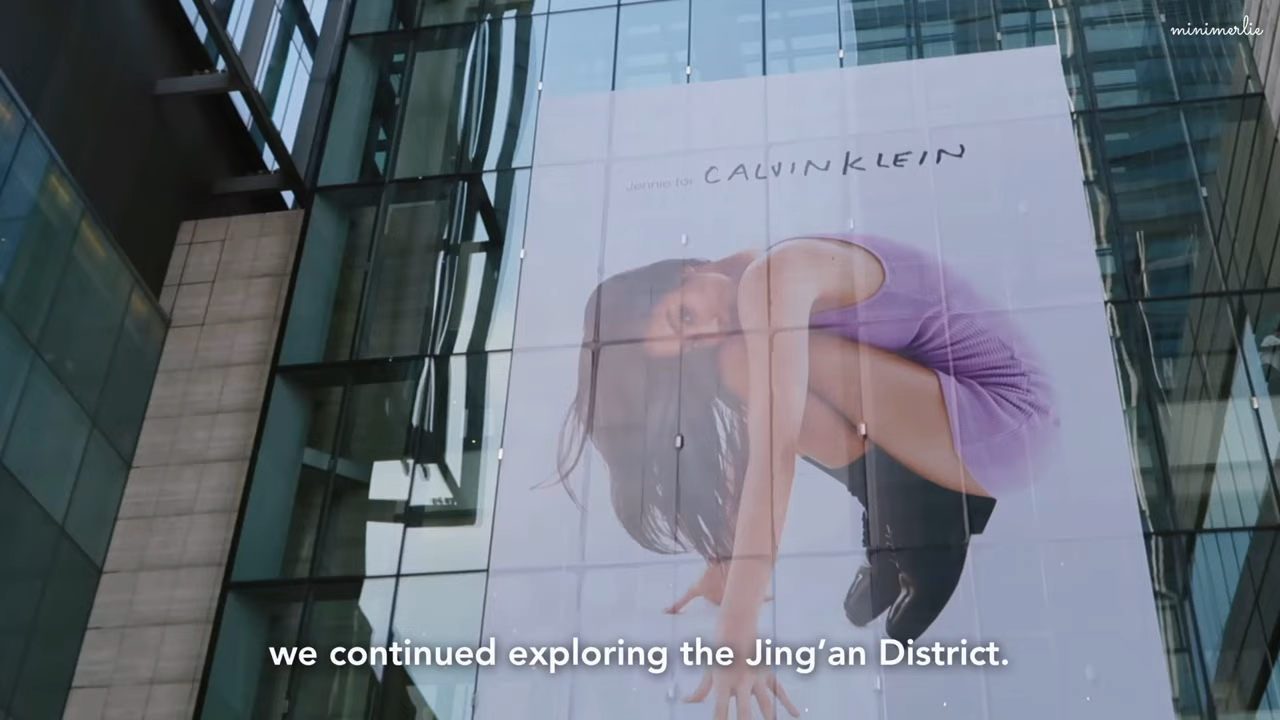 minimerlie
Jennie for CALVIN KLEIN
we continued exploring the Jing'an District.